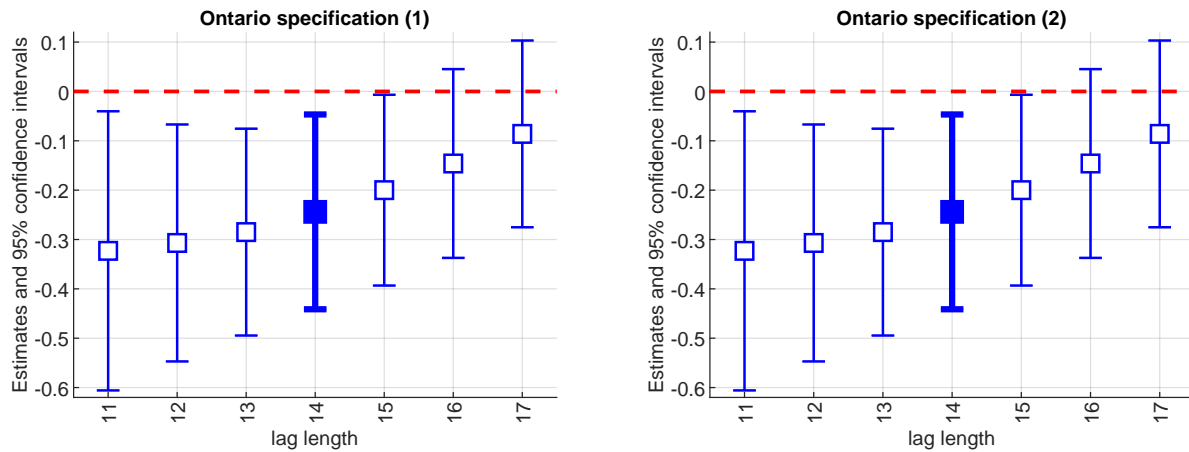 Ontario specification (1)
Estimates and 95% confidence intervals
0.1
0
-0.1
-0.2
-0.3
-0.4
-0.5
-0.6
11 12 13 14 15 16 17
lag length
Ontario specification (2)
Estimates and 95% confidence intervals
0.1
0
-0.1
-0.2
-0.3
-0.4
-0.5
-0.6
11 12 13 14 15 16 17
lag length